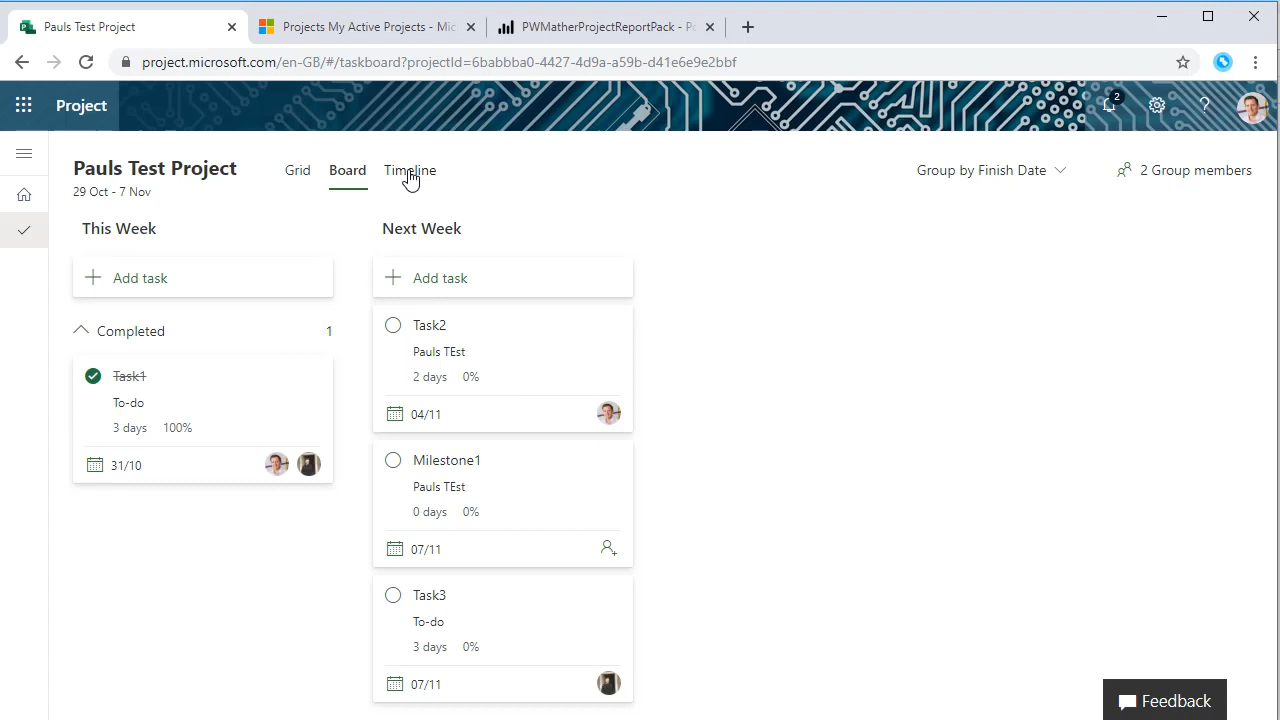 Pauls Test Project
Projects My Active Projects - Mic
PWMatherProjectReportPack - Po
project.microsoft.com/en-GB/#/taskboard?projectId=6babbb60-4427-4d9a-a59b-d41e6e9e2bbf
Project
2
Pauls Test Project
Grid
Board
Timeline
Group by Finish Date
2 Group members
29 Oct - 7 Nov
This Week
Next Week
Add task
Add task
Completed
1
Task1
To-do
3 days 100%
31/10
Task2
Pauls TEst
2 days 0%
04/11
Milestone1
Pauls TEst
0 days 0%
07/11
Task3
To-do
3 days 0%
07/11
Feedback